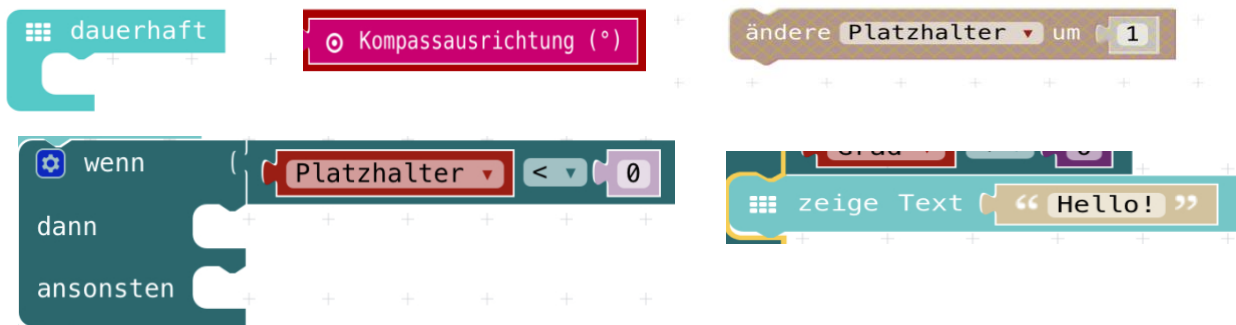 dauerhaft
Kompassausrichtung (°)
ändere Platzhalter um 1
wenn Platzhalter < 0
dann
ansonsten
zeige Text “ Hello! ”